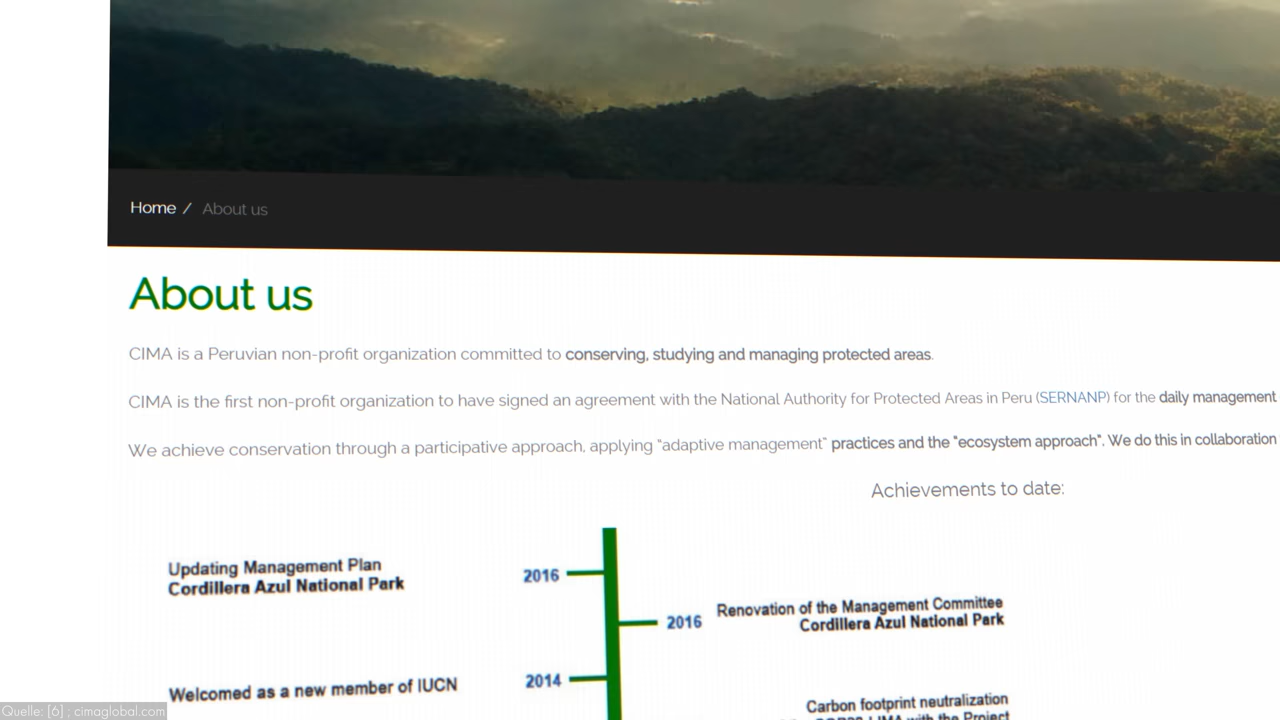 Home / About us
About us
CIMA is a Peruvian non-profit organization committed to conserving, studying and managing protected areas.
CIMA is the first non-profit organization to have signed an agreement with the National Authority for Protected Areas in Peru (SERNANP) for the daily management
We achieve conservation through a participative approach, applying "adaptive management" practices and the "ecosystem approach". We do this in collaboration
Achievements to date:
Updating Management Plan
Cordillera Azul National Park
2016
2016
Renovation of the Management Committee
Cordillera Azul National Park
Welcomed as a new member of IUCN
2014
Carbon footprint neutralization
LIMA with the Project
Quelle: [6] ; cimaglobal.com